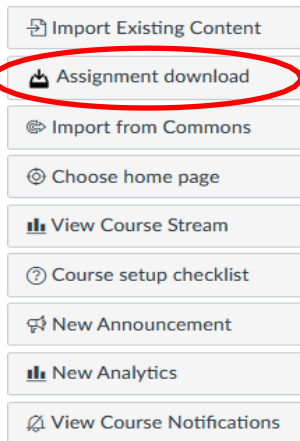 Import Existing Content
Assignment download
Import from Commons
Choose home page
View Course Stream
Course setup checklist
New Announcement
New Analytics
View Course Notifications